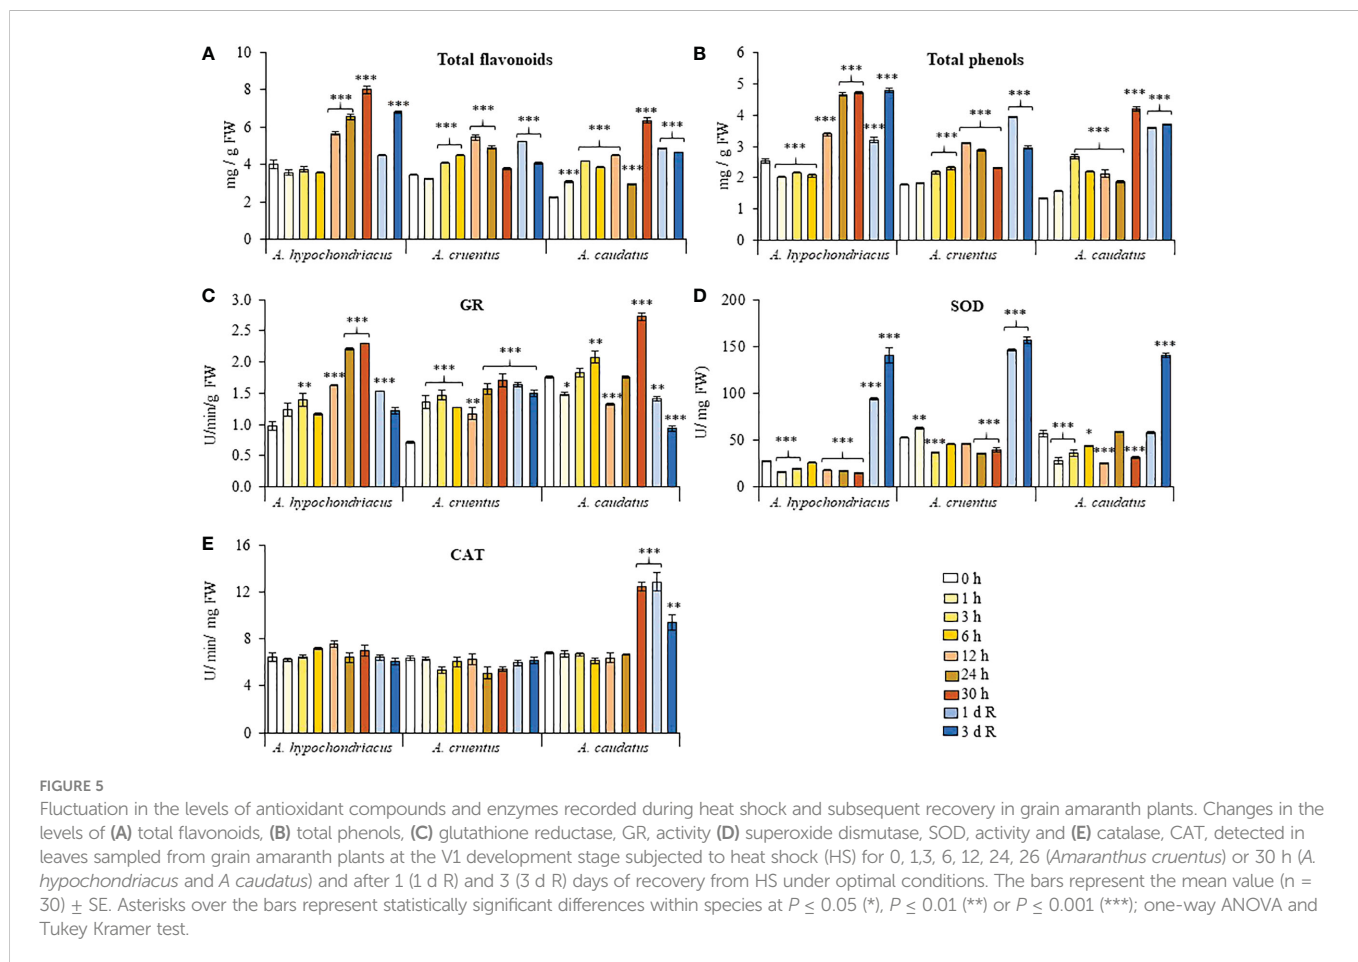 A
Total flavonoids
mg / g FW
10
8
6
4
2
0
***
***
***
***
***
***
***
***
***
***
***
A. hypochondriacus
A. cruentus
A. caudatus
B
Total phenols
mg / g FW
6
5
4
3
2
1
0
***
***
***
***
***
***
***
***
***
***
***
A. hypochondriacus
A. cruentus
A. caudatus
C
GR
U/min/g FW
3.0
2.5
2.0
1.5
1.0
0.5
0.0
**
***
***
***
***
**
***
*
**
***
***
**
***
A. hypochondriacus
A. cruentus
A. caudatus
D
SOD
U/ mg FW)
200
150
100
50
0
***
***
***
***
**
***
***
***
***
*
***
***
***
A. hypochondriacus
A. cruentus
A. caudatus
E
CAT
U/ min/ mg FW
16
12
8
4
0
***
**
A. hypochondriacus
A. cruentus
A. caudatus
0 h
1 h
3 h
6 h
12 h
24 h
30 h
1 d R
3 d R
FIGURE 5
Fluctuation in the levels of antioxidant compounds and enzymes recorded during heat shock and subsequent recovery in grain amaranth plants. Changes in the
levels of (A) total flavonoids, (B) total phenols, (C) glutathione reductase, GR, activity (D) superoxide dismutase, SOD, activity and (E) catalase, CAT, detected in
leaves sampled from grain amaranth plants at the V1 development stage subjected to heat shock (HS) for 0, 1,3, 6, 12, 24, 26 (Amaranthus cruentus) or 30 h (A.
hypochondriacus and A caudatus) and after 1 (1 d R) and 3 (3 d R) days of recovery from HS under optimal conditions. The bars represent the mean value (n =
30) ± SE. Asterisks over the bars represent statistically significant differences within species at P ≤ 0.05 (*), P ≤ 0.01 (**) or P ≤ 0.001 (***); one-way ANOVA and
Tukey Kramer test.